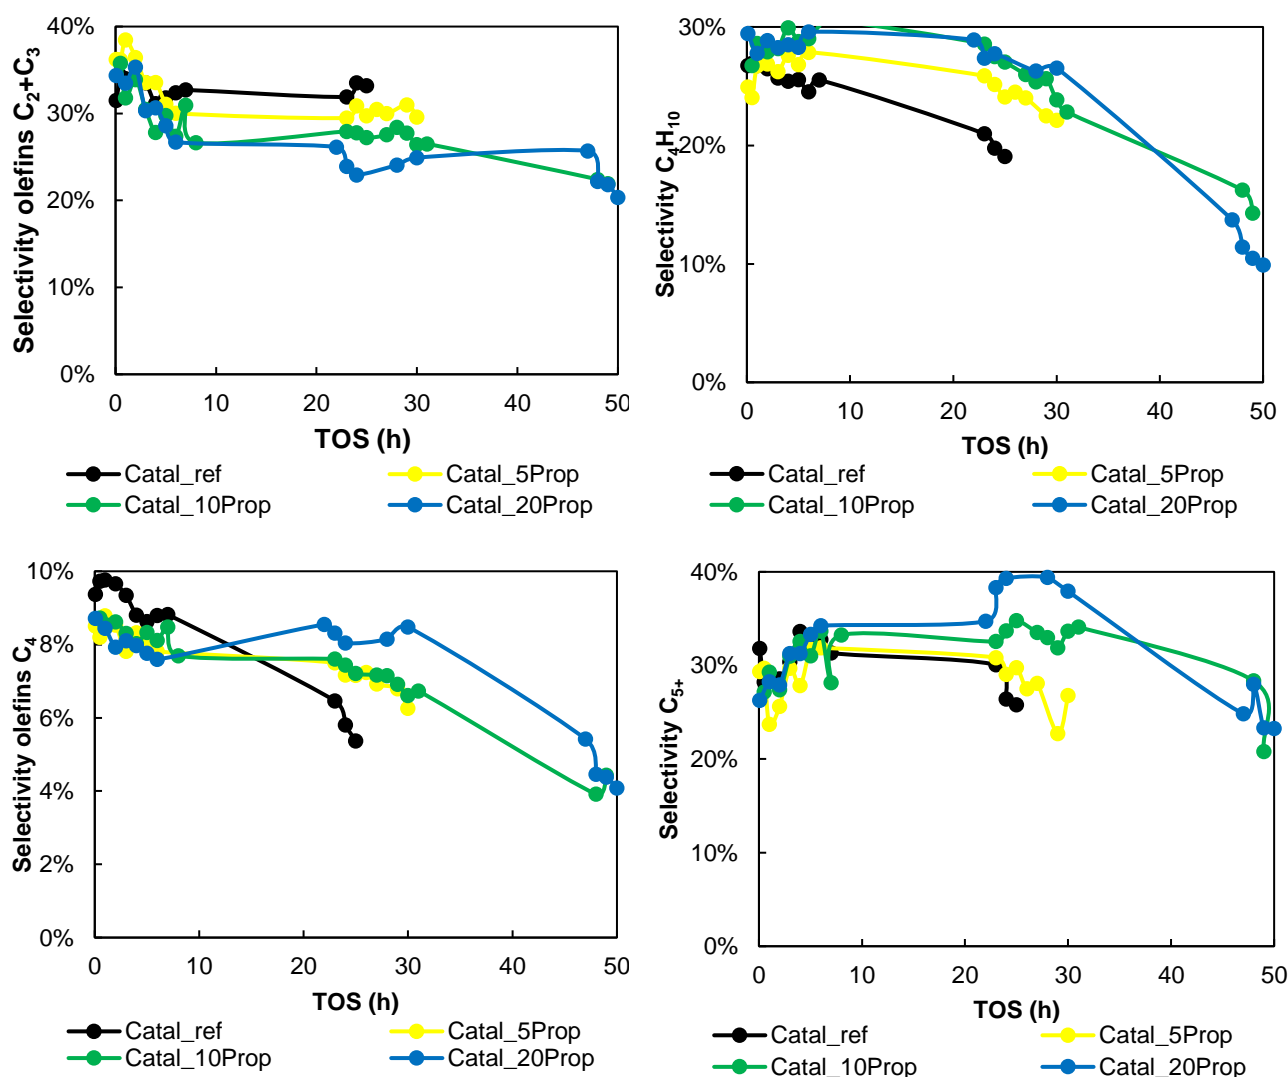 Selectivity olefins C2+C3
40%
30%
20%
10%
0%
0 10 20 30 40 50
TOS (h)
Catal_ref Catal_5Prop
Catal_10Prop Catal_20Prop
Selectivity C4H10
30%
20%
10%
0%
0 10 20 30 40 50
TOS (h)
Catal_ref Catal_5Prop
Catal_10Prop Catal_20Prop
Selectivity olefins C4
10%
8%
6%
4%
2%
0%
0 10 20 30 40 50
TOS (h)
Catal_ref Catal_5Prop
Catal_10Prop Catal_20Prop
Selectivity C5+
40%
30%
20%
10%
0%
0 10 20 30 40 50
TOS (h)
Catal_ref Catal_5Prop
Catal_10Prop Catal_20Prop